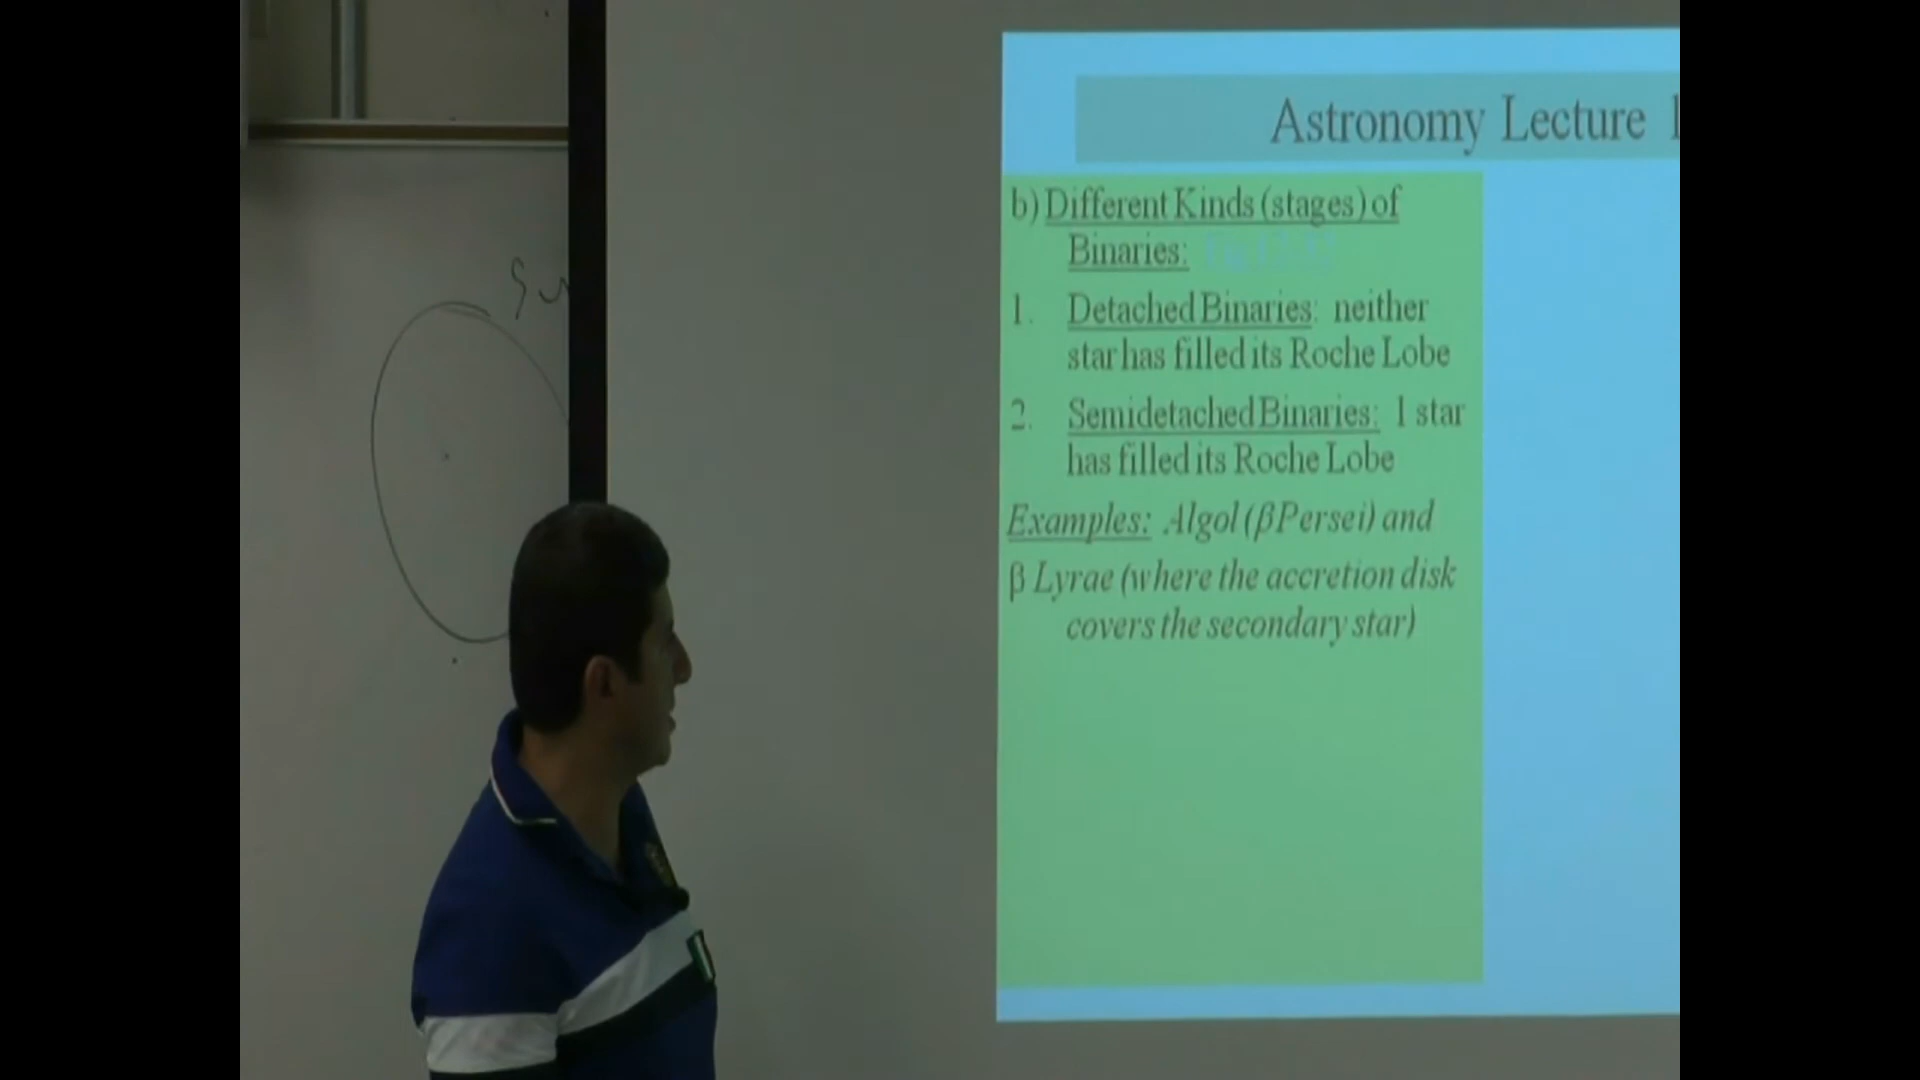 Astronomy Lecture 1
b) Different Kinds (stages) of
Binaries:
1. Detached Binaries: neither
star has filled its Roche Lobe
2. Semidetached Binaries: 1 star
has filled its Roche Lobe
Examples: Algol (β Persei) and
β Lyrae (where the accretion disk
covers the secondary star)